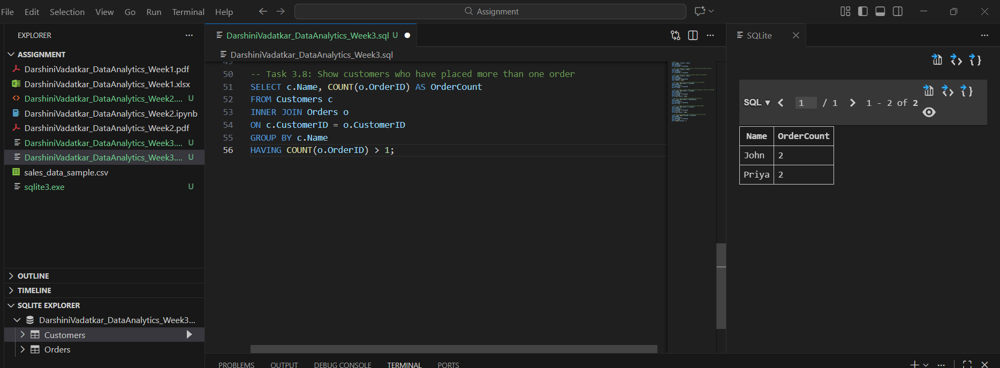 File Edit Selection View Go Run Terminal Help
Assignment
EXPLORER
ASSIGNMENT
DarshiniVadatkar_DataAnalytics_Week1.pdf
DarshiniVadatkar_DataAnalytics_Week1.xlsx
DarshiniVadatkar_DataAnalytics_Week2.... U
DarshiniVadatkar_DataAnalytics_Week2.ipynb
DarshiniVadatkar_DataAnalytics_Week2.pdf
DarshiniVadatkar_DataAnalytics_Week3.... U
DarshiniVadatkar_DataAnalytics_Week3.... U
sales_data_sample.csv
sqlite3.exe U
OUTLINE
TIMELINE
SQLITE EXPLORER
DarshiniVadatkar_DataAnalytics_Week3...
Customers
Orders
DarshiniVadatkar_DataAnalytics_Week3.sql U
DarshiniVadatkar_DataAnalytics_Week3.sql
50 -- Task 3.8: Show customers who have placed more than one order
51 SELECT c.Name, COUNT(o.OrderID) AS OrderCount
52 FROM Customers c
53 INNER JOIN Orders o
54 ON c.CustomerID = o.CustomerID
55 GROUP BY c.Name
56 HAVING COUNT(o.OrderID) > 1;
PROBLEMS OUTPUT DEBUG CONSOLE TERMINAL PORTS
SQLite
SQL 1 / 1 1 - 2 of 2
Name OrderCount
John 2
Priya 2